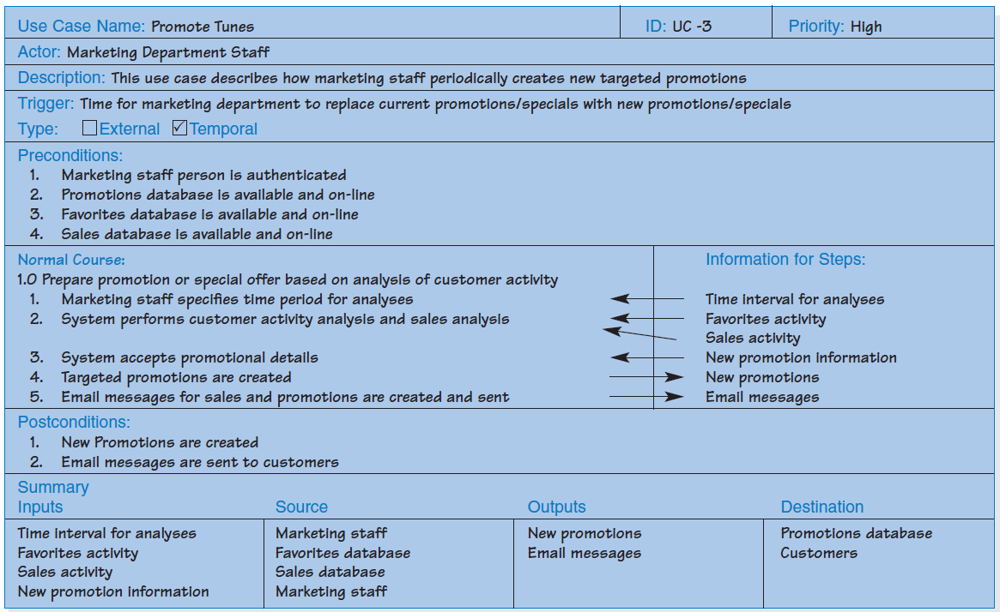 Use Case Name: Promote Tunes ID: UC -3 Priority: High
Actor: Marketing Department Staff
Description: This use case describes how marketing staff periodically creates new targeted promotions
Trigger: Time for marketing department to replace current promotions/specials with new promotions/specials
Type: External Temporal
Preconditions:
1. Marketing staff person is authenticated
2. Promotions database is available and on-line
3. Favorites database is available and on-line
4. Sales database is available and on-line
Normal Course: Information for Steps:
1.0 Prepare promotion or special offer based on analysis of customer activity
1. Marketing staff specifies time period for analyses Time interval for analyses
2. System performs customer activity analysis and sales analysis Favorites activity
Sales activity
3. System accepts promotional details New promotion information
4. Targeted promotions are created New promotions
5. Email messages for sales and promotions are created and sent Email messages
Postconditions:
1. New Promotions are created
2. Email messages are sent to customers
Summary
Inputs Source Outputs Destination
Time interval for analyses Marketing staff New promotions Promotions database
Favorites activity Favorites database Email messages Customers
Sales activity Sales database
New promotion information Marketing staff